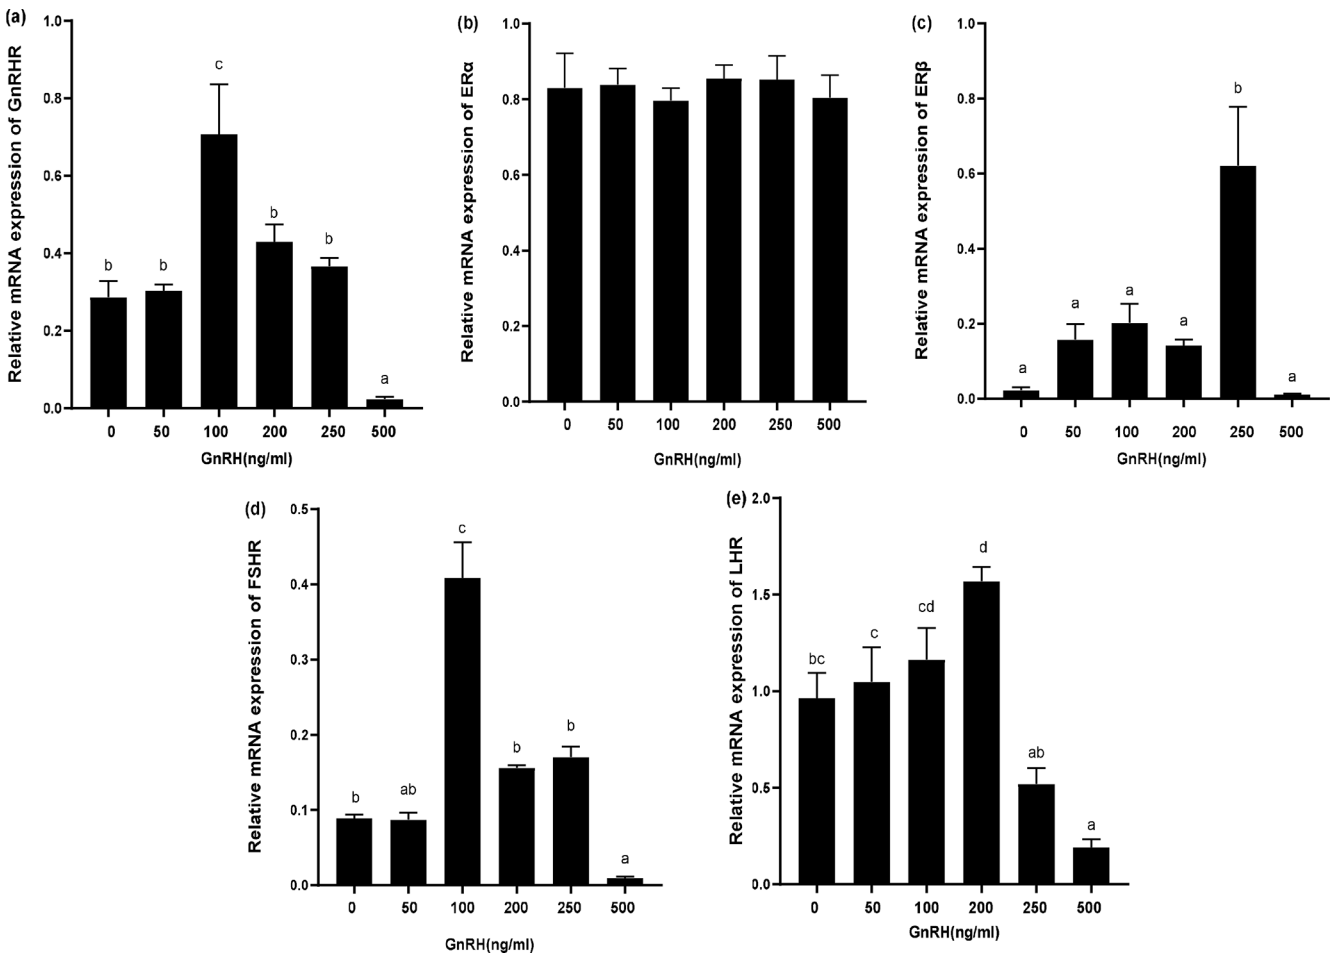 (a)
Relative mRNA expression of GnRHR
1.0
0.8
0.6
0.4
0.2
0.0
c
b
b
b
b
a
0 50 100 200 250 500
GnRH(ng/ml)
(b)
Relative mRNA expression of ERα
1.0
0.8
0.6
0.4
0.2
0.0
0 50 100 200 250 500
GnRH(ng/ml)
(c)
Relative mRNA expression of ERβ
1.0
0.8
0.6
0.4
0.2
0.0
b
a
a
a
a
a
0 50 100 200 250 500
GnRH(ng/ml)
(d)
Relative mRNA expression of FSHR
0.5
0.4
0.3
0.2
0.1
0.0
c
b
b
b
ab
a
0 50 100 200 250 500
GnRH(ng/ml)
(e)
Relative mRNA expression of LHR
2.0
1.5
1.0
0.5
0.0
d
cd
c
bc
ab
a
0 50 100 200 250 500
GnRH(ng/ml)